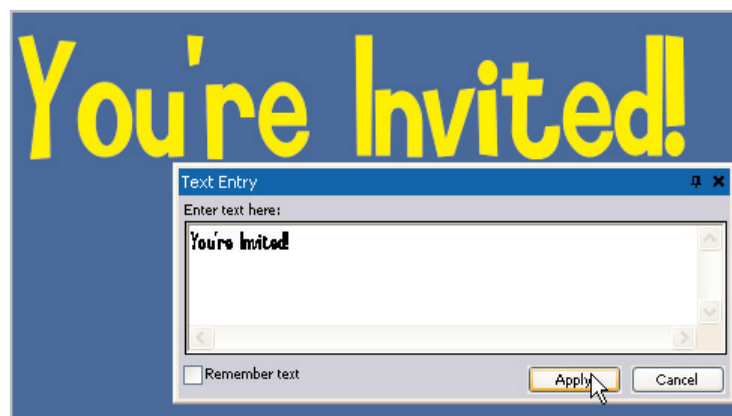 You're Invited!
Text Entry
Enter text here:
You're Invited!
Remember text
Apply Cancel